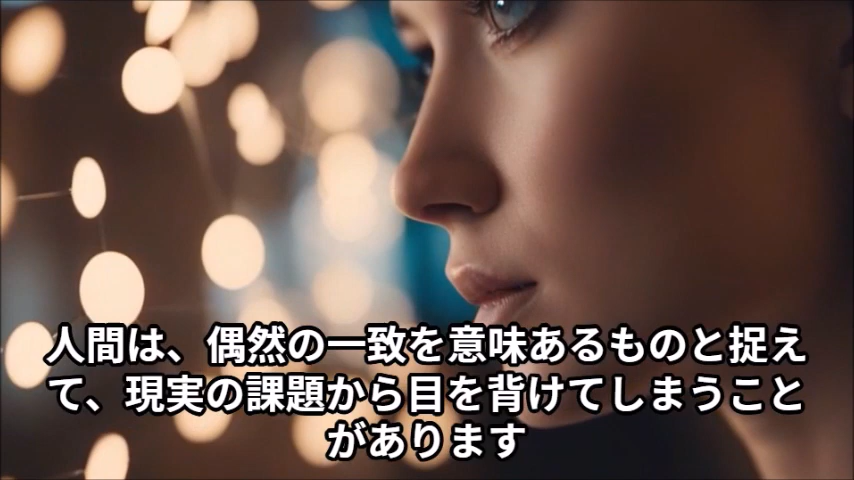 人間は、偶然の一致を意味あるものと捉え
て、現実の課題から目を背けてしまうこと
があります